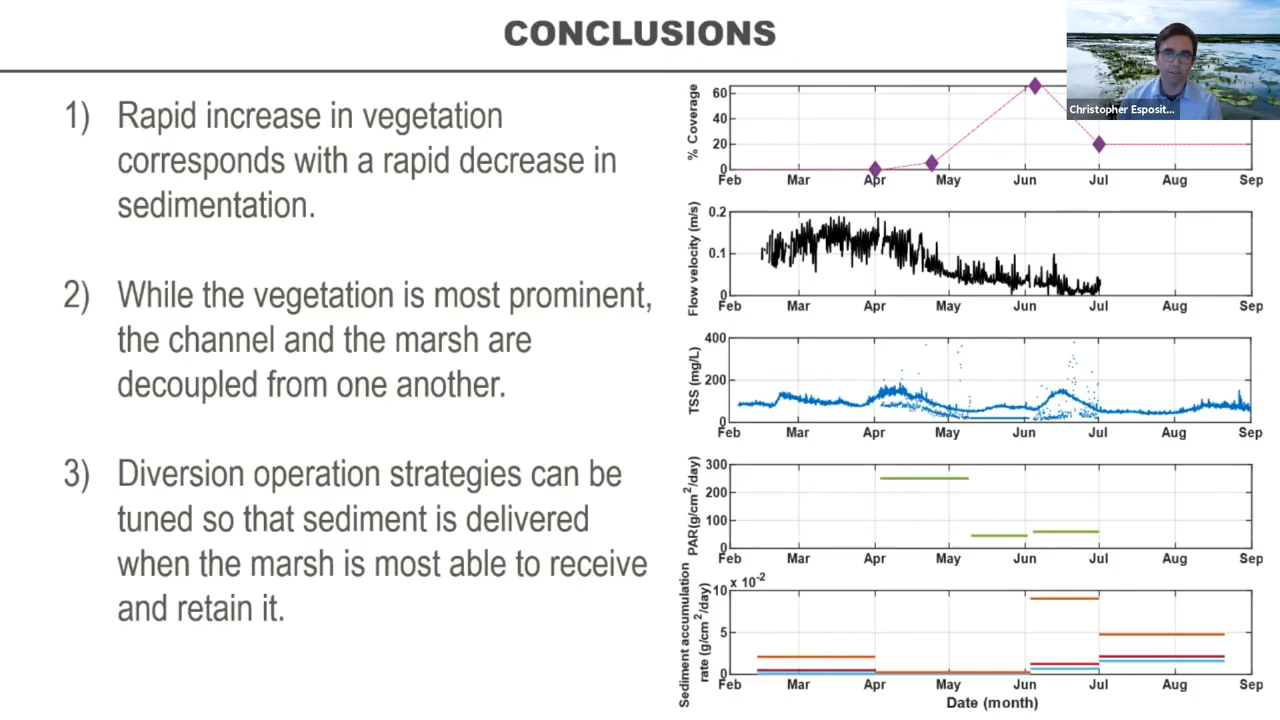 CONCLUSIONS
1) Rapid increase in vegetation
corresponds with a rapid decrease in
sedimentation.
2) While the vegetation is most prominent,
the channel and the marsh are
decoupled from one another.
3) Diversion operation strategies can be
tuned so that sediment is delivered
when the marsh is most able to receive
and retain it.
Christopher Esposit...
% Coverage
60
40
20
0
Feb Mar Apr May Jun Jul Aug Sep
Flow velocity (m/s)
0.2
0.1
0
Feb Mar Apr May Jun Jul Aug Sep
TSS (mg/L)
400
200
0
Feb Mar Apr May Jun Jul Aug Sep
PAR(g/cm²/day)
300
200
100
0
Feb Mar Apr May Jun Jul Aug Sep
Sediment accumulation
rate (g/cm²/day)
x 10⁻²
10
5
0
Feb Mar Apr May Jun Jul Aug Sep
Date (month)